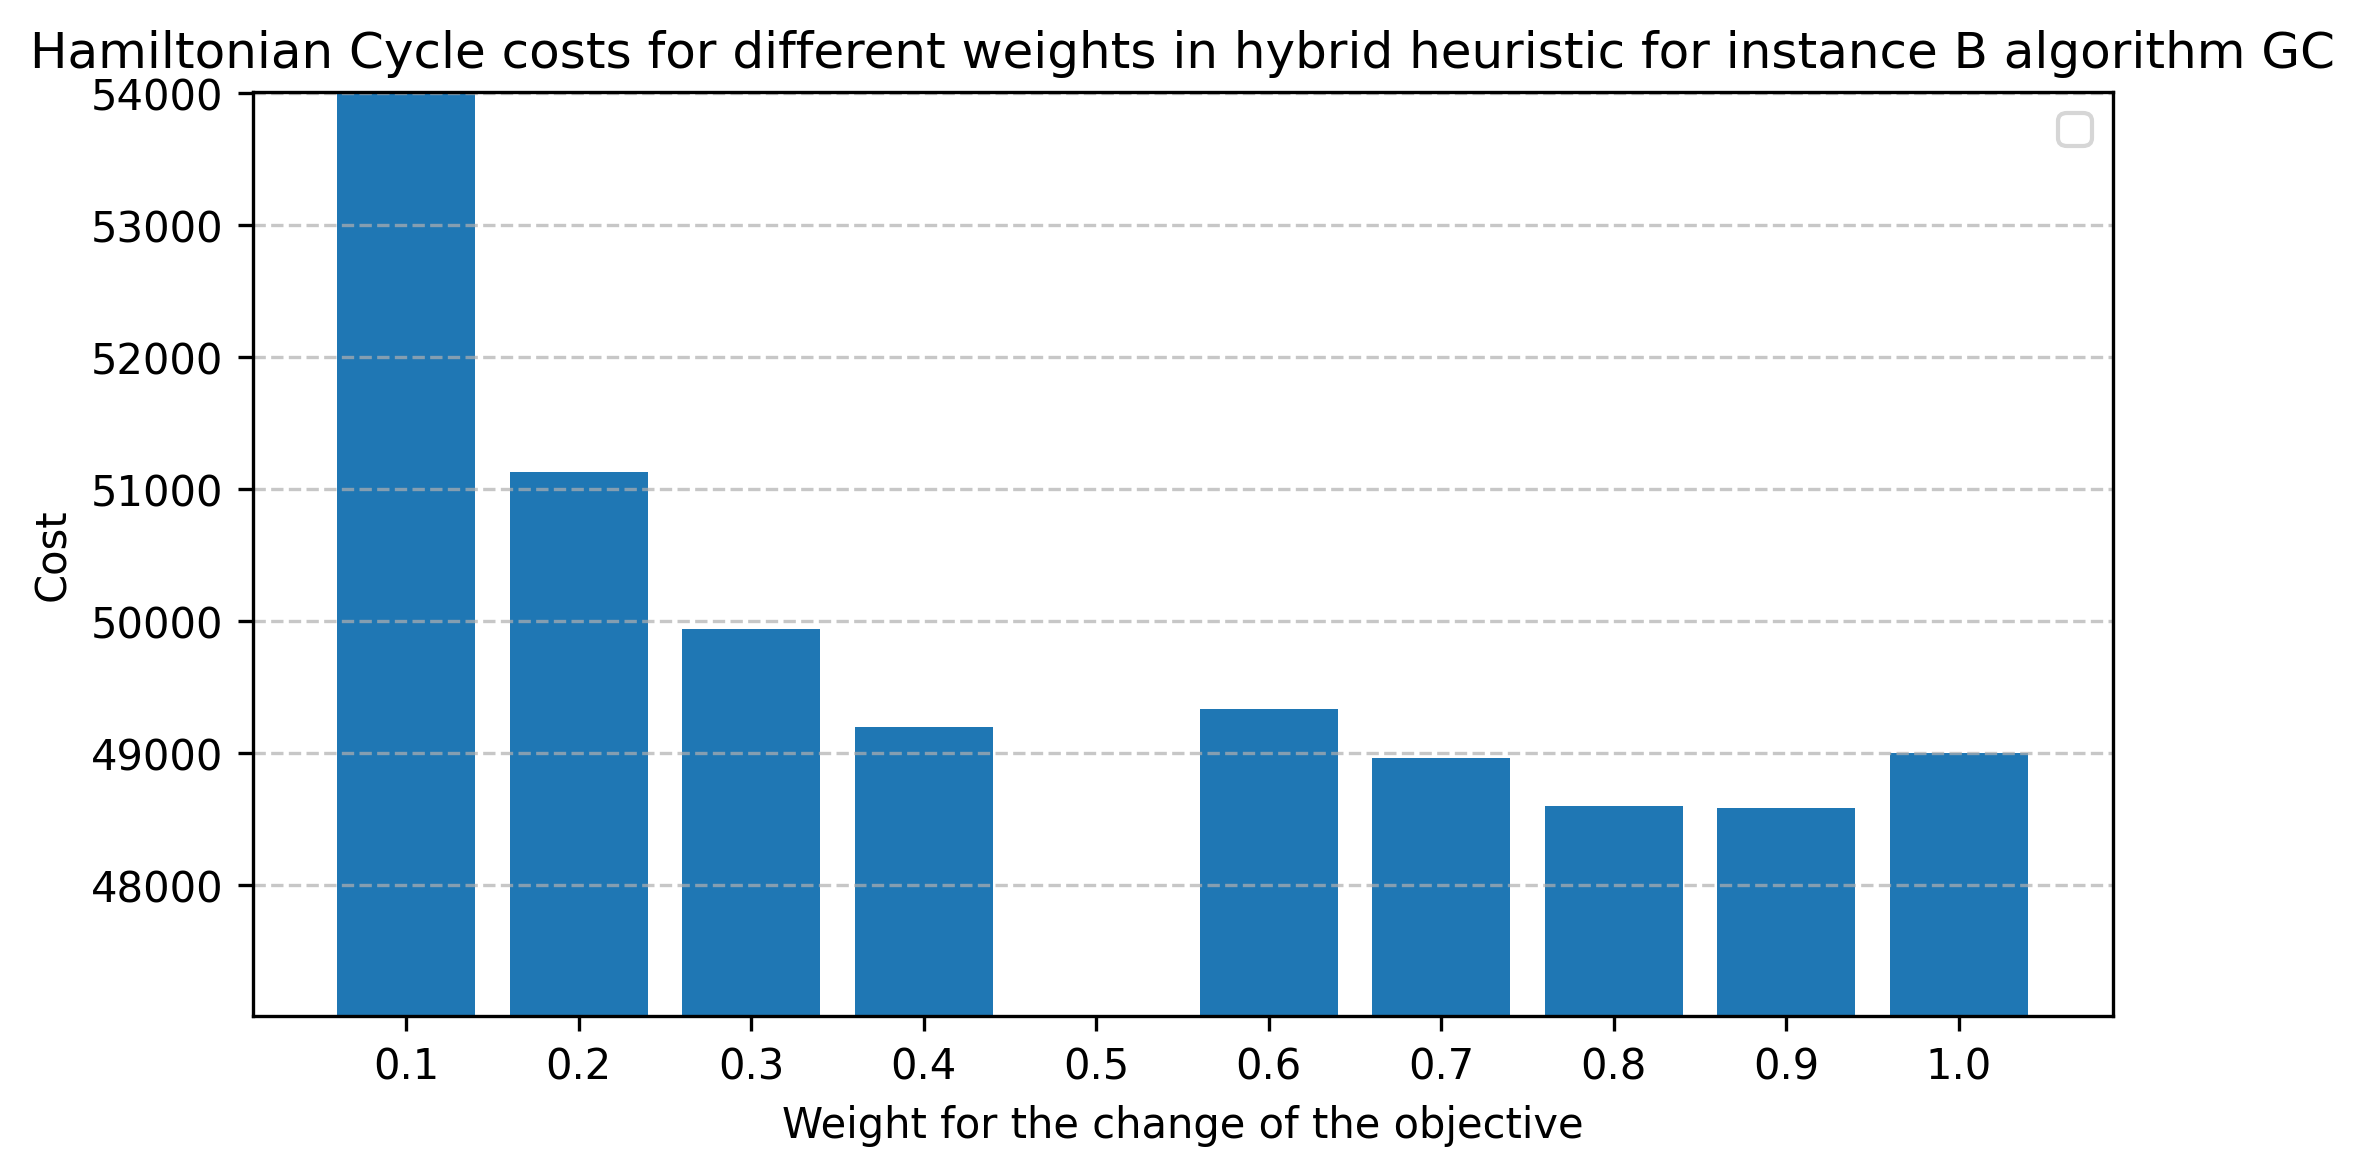 Hamiltonian Cycle costs for different weights in hybrid heuristic for instance B algorithm GC
54000
53000
52000
51000
50000
49000
48000
Cost
0.1 0.2 0.3 0.4 0.5 0.6 0.7 0.8 0.9 1.0
Weight for the change of the objective